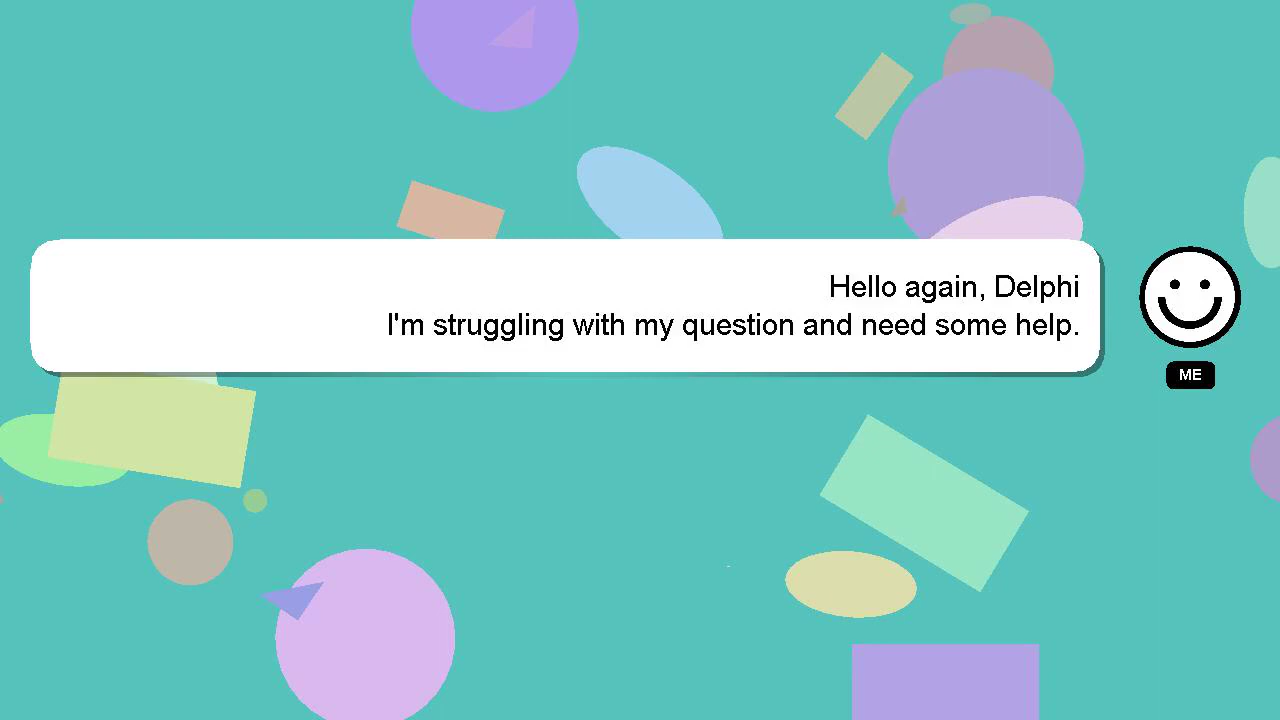 Hello again, Delphi
I'm struggling with my question and need some help.
ME